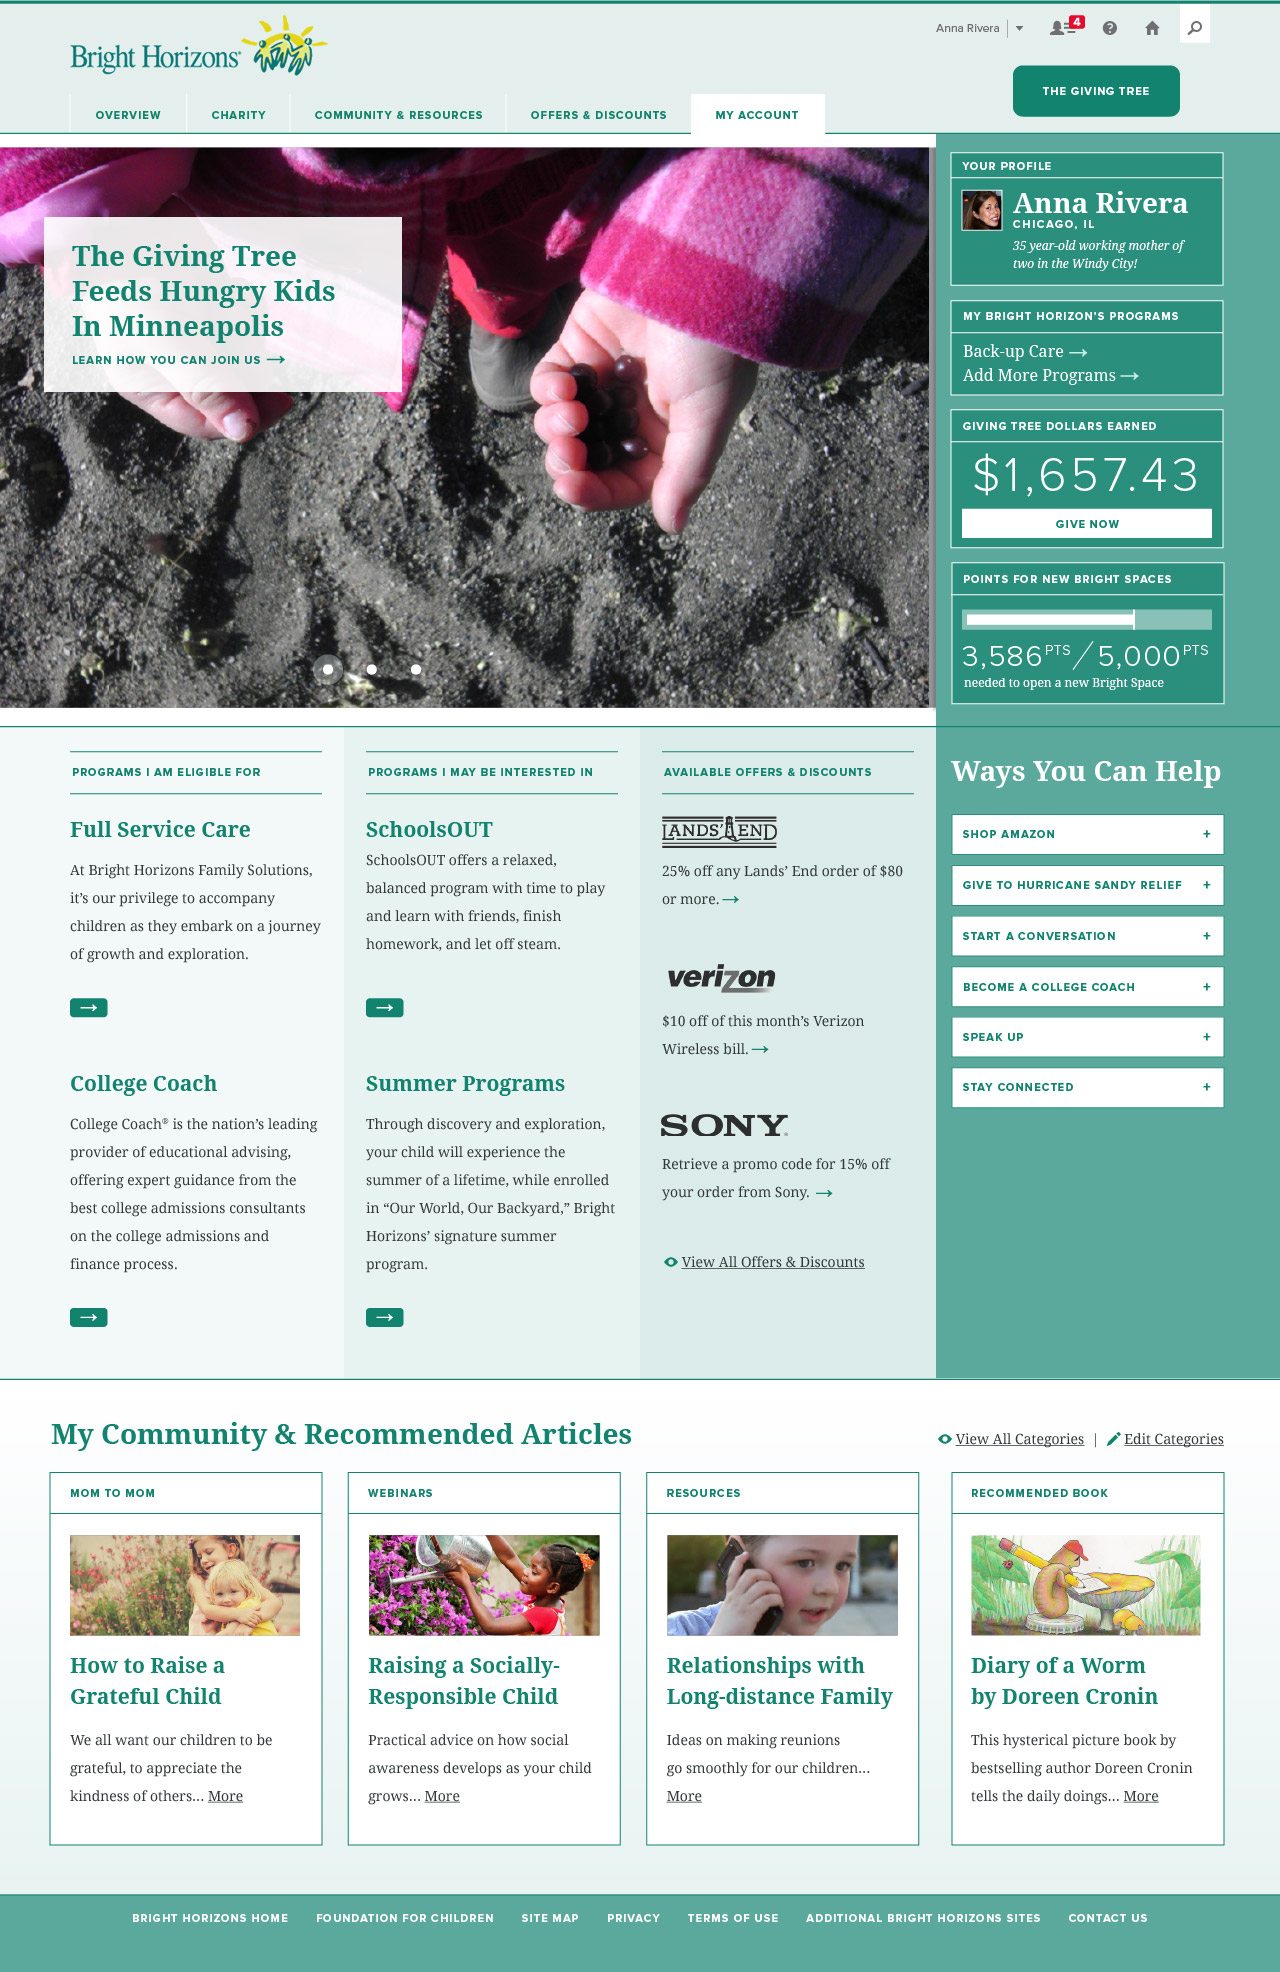 Anna Rivera
4
?
Bright Horizons®
THE GIVING TREE
OVERVIEW
CHARITY
COMMUNITY & RESOURCES
OFFERS & DISCOUNTS
MY ACCOUNT
The Giving Tree
Feeds Hungry Kids
In Minneapolis
LEARN HOW YOU CAN JOIN US →
YOUR PROFILE
Anna Rivera
CHICAGO, IL
35 year-old working mother of
two in the Windy City!
MY BRIGHT HORIZON'S PROGRAMS
Back-up Care →
Add More Programs →
GIVING TREE DOLLARS EARNED
$1,657.43
GIVE NOW
POINTS FOR NEW BRIGHT SPACES
3,586 PTS / 5,000 PTS
needed to open a new Bright Space
PROGRAMS I AM ELIGIBLE FOR
Full Service Care
At Bright Horizons Family Solutions,
it’s our privilege to accompany
children as they embark on a journey
of growth and exploration.
→
College Coach
College Coach® is the nation’s leading
provider of educational advising,
offering expert guidance from the
best college admissions consultants
on the college admissions and
finance process.
→
PROGRAMS I MAY BE INTERESTED IN
SchoolsOUT
SchoolsOUT offers a relaxed,
balanced program with time to play
and learn with friends, finish
homework, and let off steam.
→
Summer Programs
Through discovery and exploration,
your child will experience the
summer of a lifetime, while enrolled
in “Our World, Our Backyard,” Bright
Horizons’ signature summer
program.
→
AVAILABLE OFFERS & DISCOUNTS
LANDS’ END
25% off any Lands’ End order of $80
or more. →
verizon
$10 off of this month’s Verizon
Wireless bill. →
SONY
Retrieve a promo code for 15% off
your order from Sony. →
View All Offers & Discounts
Ways You Can Help
SHOP AMAZON +
GIVE TO HURRICANE SANDY RELIEF +
START A CONVERSATION +
BECOME A COLLEGE COACH +
SPEAK UP +
STAY CONNECTED +
My Community & Recommended Articles
View All Categories | Edit Categories
MOM TO MOM
How to Raise a
Grateful Child
We all want our children to be
grateful, to appreciate the
kindness of others... More
WEBINARS
Raising a Socially-
Responsible Child
Practical advice on how social
awareness develops as your child
grows... More
RESOURCES
Relationships with
Long-distance Family
Ideas on making reunions
go smoothly for our children...
More
RECOMMENDED BOOK
Diary of a Worm
by Doreen Cronin
This hysterical picture book by
bestselling author Doreen Cronin
tells the daily doings... More
BRIGHT HORIZONS HOME
FOUNDATION FOR CHILDREN
SITE MAP
PRIVACY
TERMS OF USE
ADDITIONAL BRIGHT HORIZONS SITES
CONTACT US